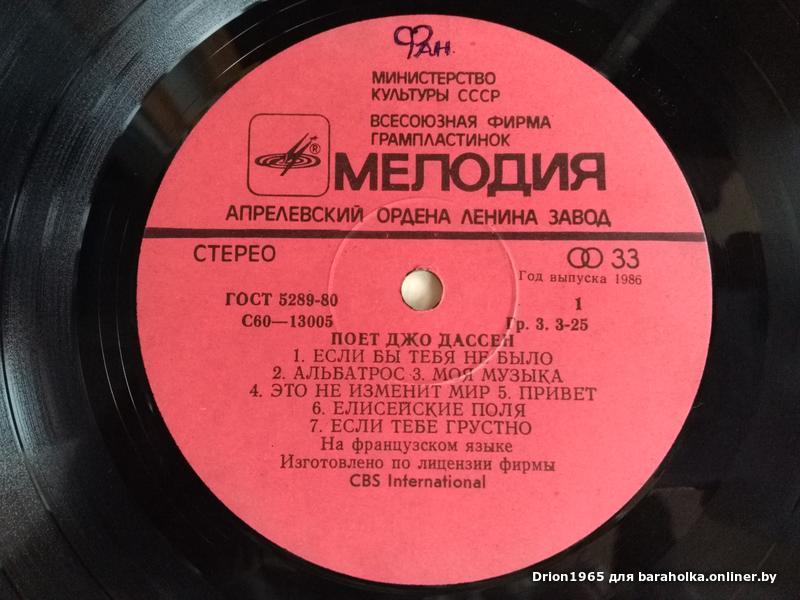 Фан.
МИНИСТЕРСТВО
КУЛЬТУРЫ СССР
ВСЕСОЮЗНАЯ ФИРМА
ГРАМПЛАСТИНОК
®
МЕЛОДИЯ
АПРЕЛЕВСКИЙ ОРДЕНА ЛЕНИНА ЗАВОД
СТЕРЕО
33
Год выпуска 1986
ГОСТ 5289-80
1
С60—13005
Гр. 3. 3-25
ПОЕТ ДЖО ДАССЕН
1. ЕСЛИ БЫ ТЕБЯ НЕ БЫЛО
2. АЛЬБАТРОС 3. МОЯ МУЗЫКА
4. ЭТО НЕ ИЗМЕНИТ МИР 5. ПРИВЕТ
6. ЕЛИСЕЙСКИЕ ПОЛЯ
7. ЕСЛИ ТЕБЕ ГРУСТНО
На французском языке
Изготовлено по лицензии фирмы
CBS International
Drion1965 для baraholka.onliner.by